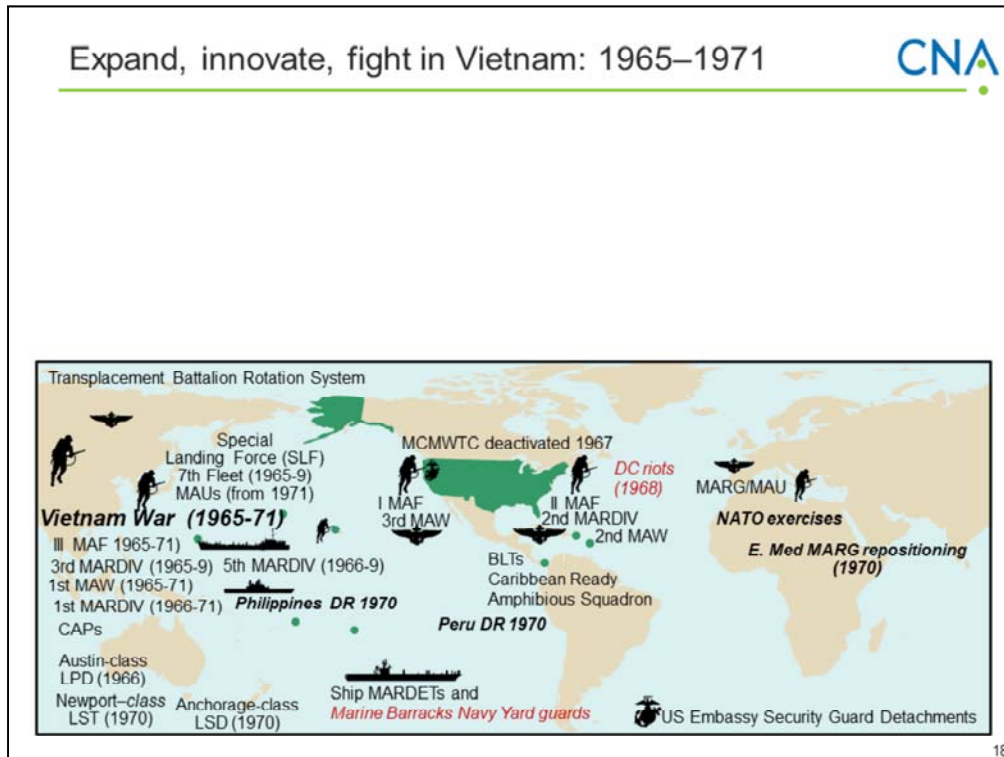 Expand, innovate, fight in Vietnam: 1965–1971
CNA
Transplacement Battalion Rotation System
Special
Landing Force (SLF)
7th Fleet (1965-9)
MAUs (from 1971)
Vietnam War (1965-71)
III MAF 1965-71)
3rd MARDIV (1965-9)
1st MAW (1965-71)
1st MARDIV (1966-71)
CAPs
5th MARDIV (1966-9)
Philippines DR 1970
Austin-class
LPD (1966)
Newport–class
LST (1970)
Anchorage-class
LSD (1970)
MCMWTC deactivated 1967
I MAF
3rd MAW
DC riots
(1968)
II MAF
2nd MARDIV
2nd MAW
BLTs
Caribbean Ready
Amphibious Squadron
Peru DR 1970
Ship MARDETs and
Marine Barracks Navy Yard guards
MARG/MAU
NATO exercises
E. Med MARG repositioning
(1970)
US Embassy Security Guard Detachments
18